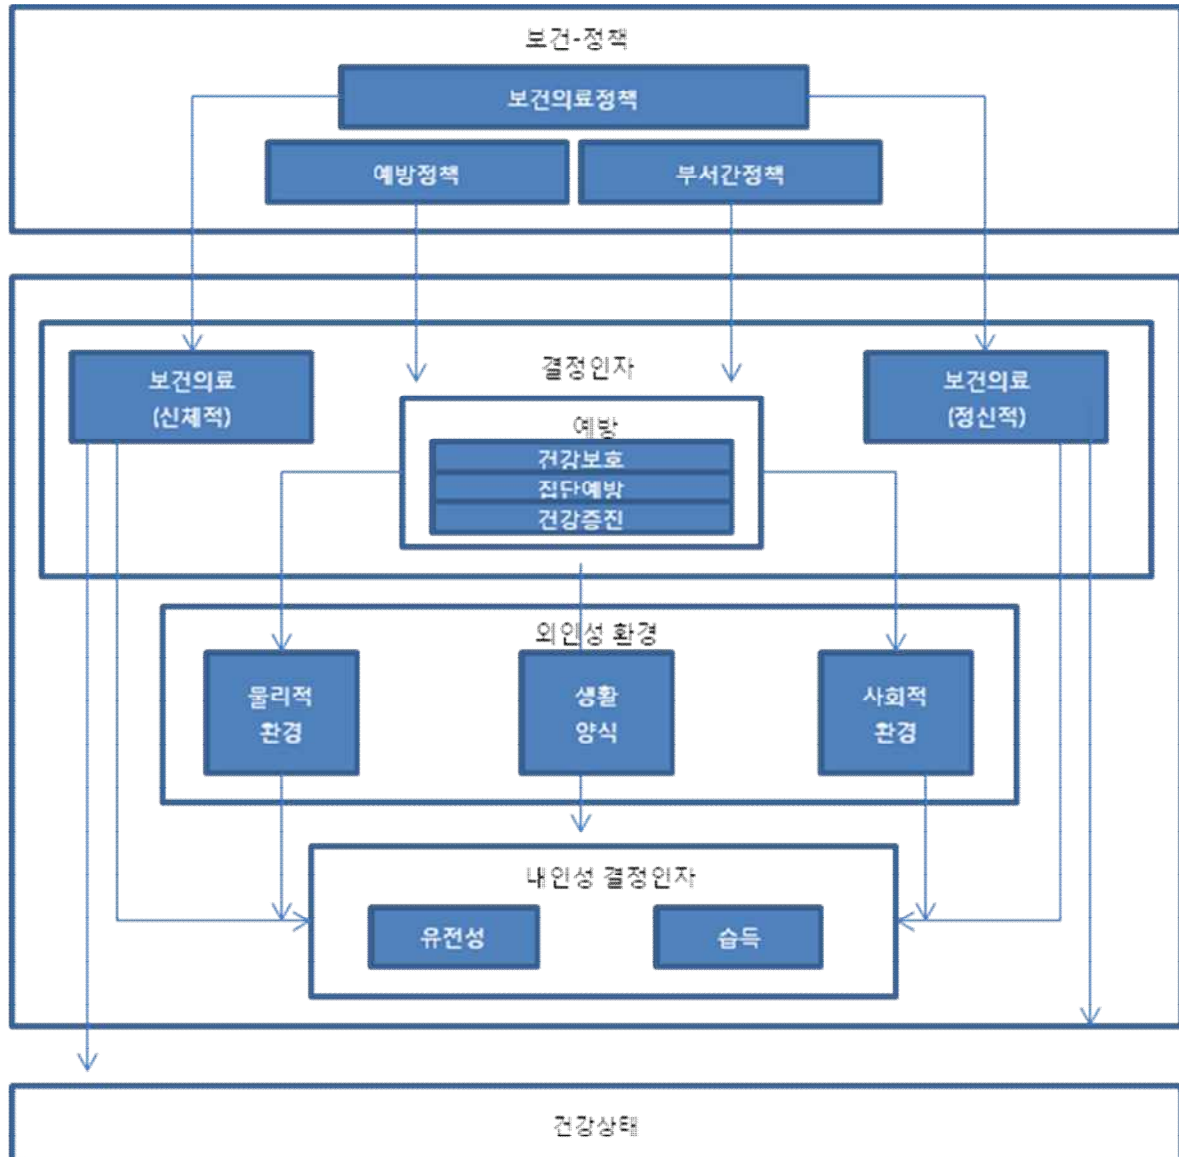 보건-정책
보건의료정책
예방정책
부서간정책
결정인자
보건의료
(신체적)
보건의료
(정신적)
예방
건강보호
집단예방
건강증진
외인성 환경
물리적
환경
생활
양식
사회적
환경
내인성 결정인자
유전성
습득
건강상태